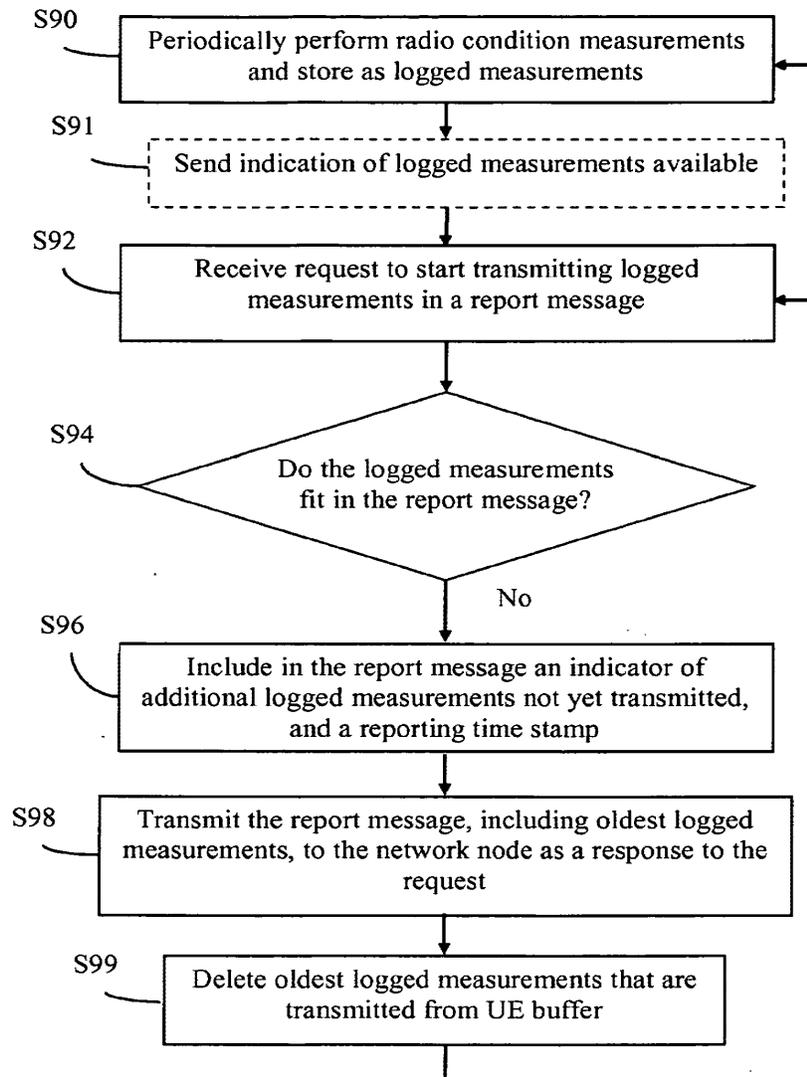 S90
Periodically perform radio condition measurements
and store as logged measurements
S91
Send indication of logged measurements available
S92
Receive request to start transmitting logged
measurements in a report message
S94
Do the logged measurements
fit in the report message?
No
S96
Include in the report message an indicator of
additional logged measurements not yet transmitted,
and a reporting time stamp
S98
Transmit the report message, including oldest logged
measurements, to the network node as a response to the
request
S99
Delete oldest logged measurements that are
transmitted from UE buffer